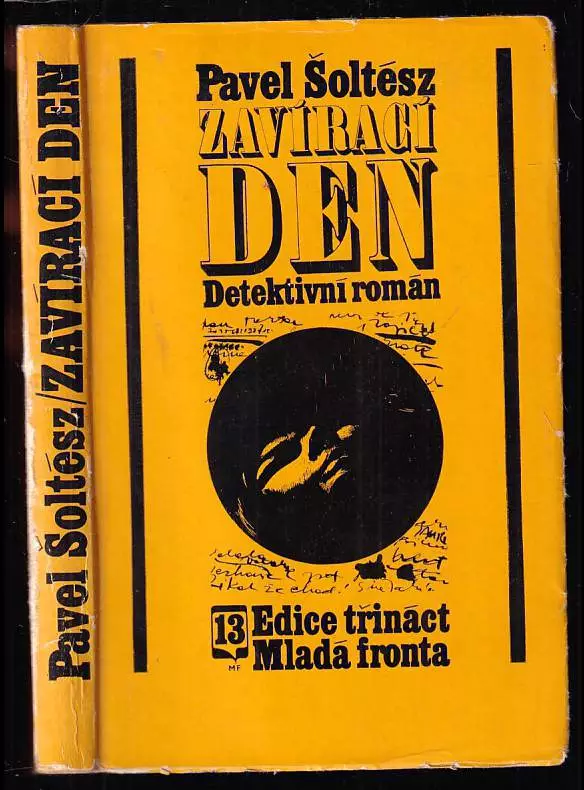 Pavel Šoltész/ZAVÍRACÍ DEN
Pavel Šoltész
ZAVÍRACÍ
DEN
Detektivní román
13
MF
Edice třináct
Mladá fronta